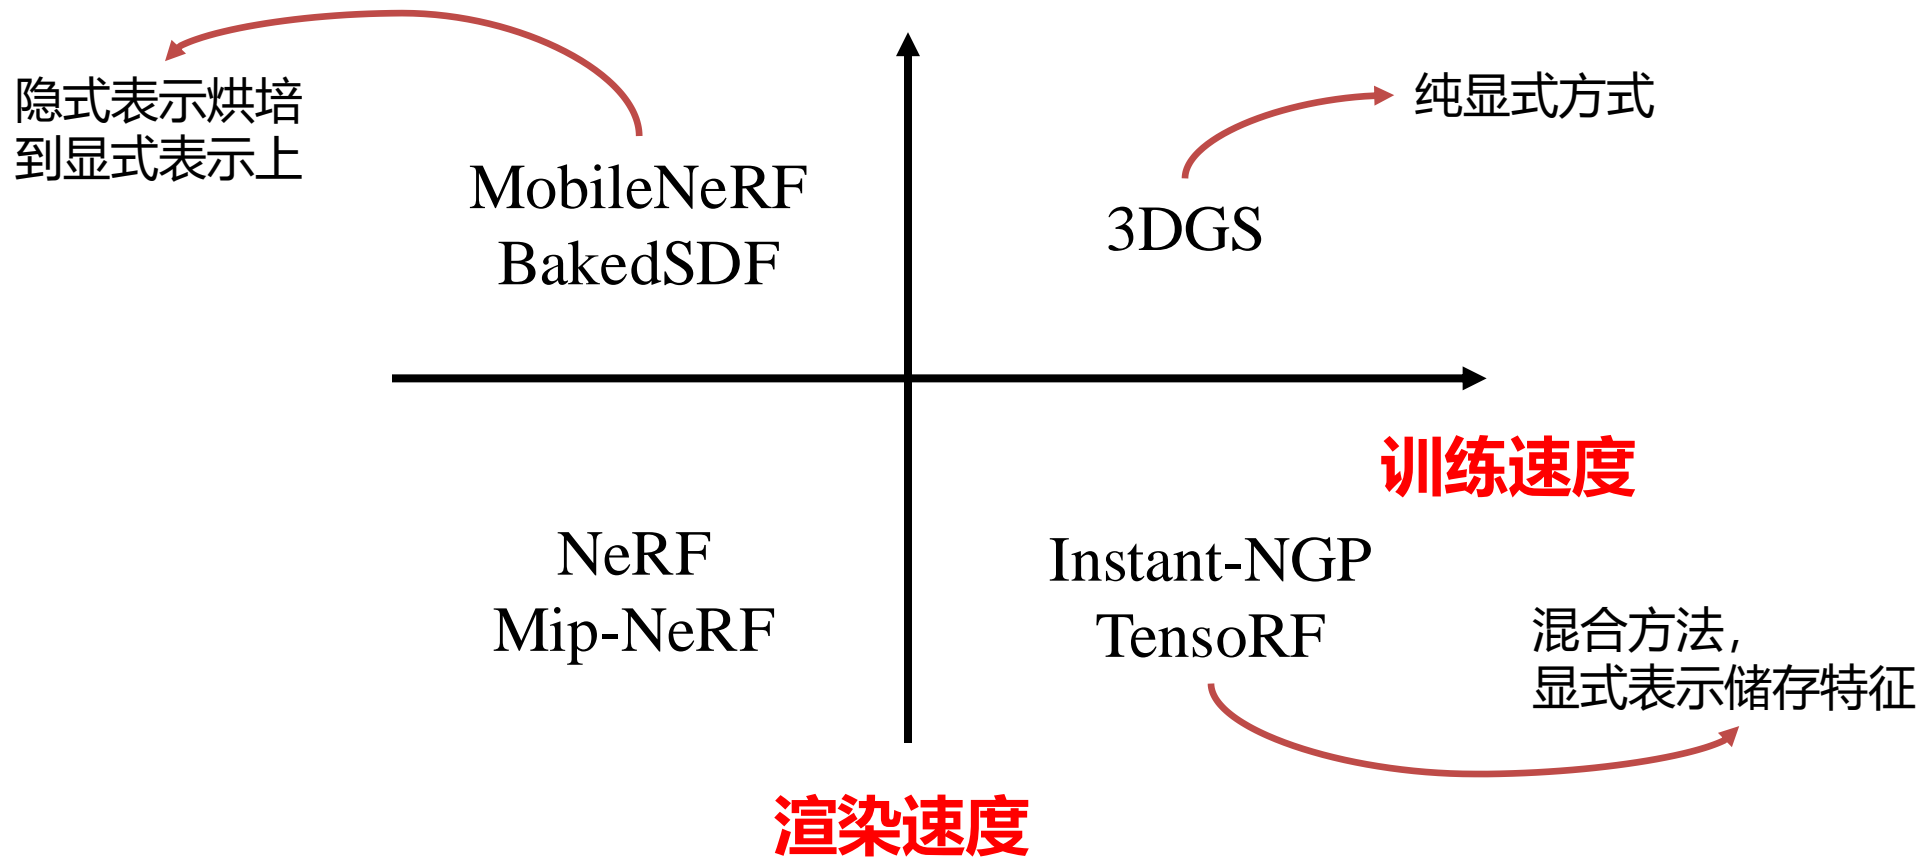 隐式表示烘培
到显式表示上
MobileNeRF
BakedSDF
纯显式方式
3DGS
训练速度
NeRF
Mip-NeRF
Instant-NGP
TensoRF
混合方法，
显式表示储存特征
渲染速度